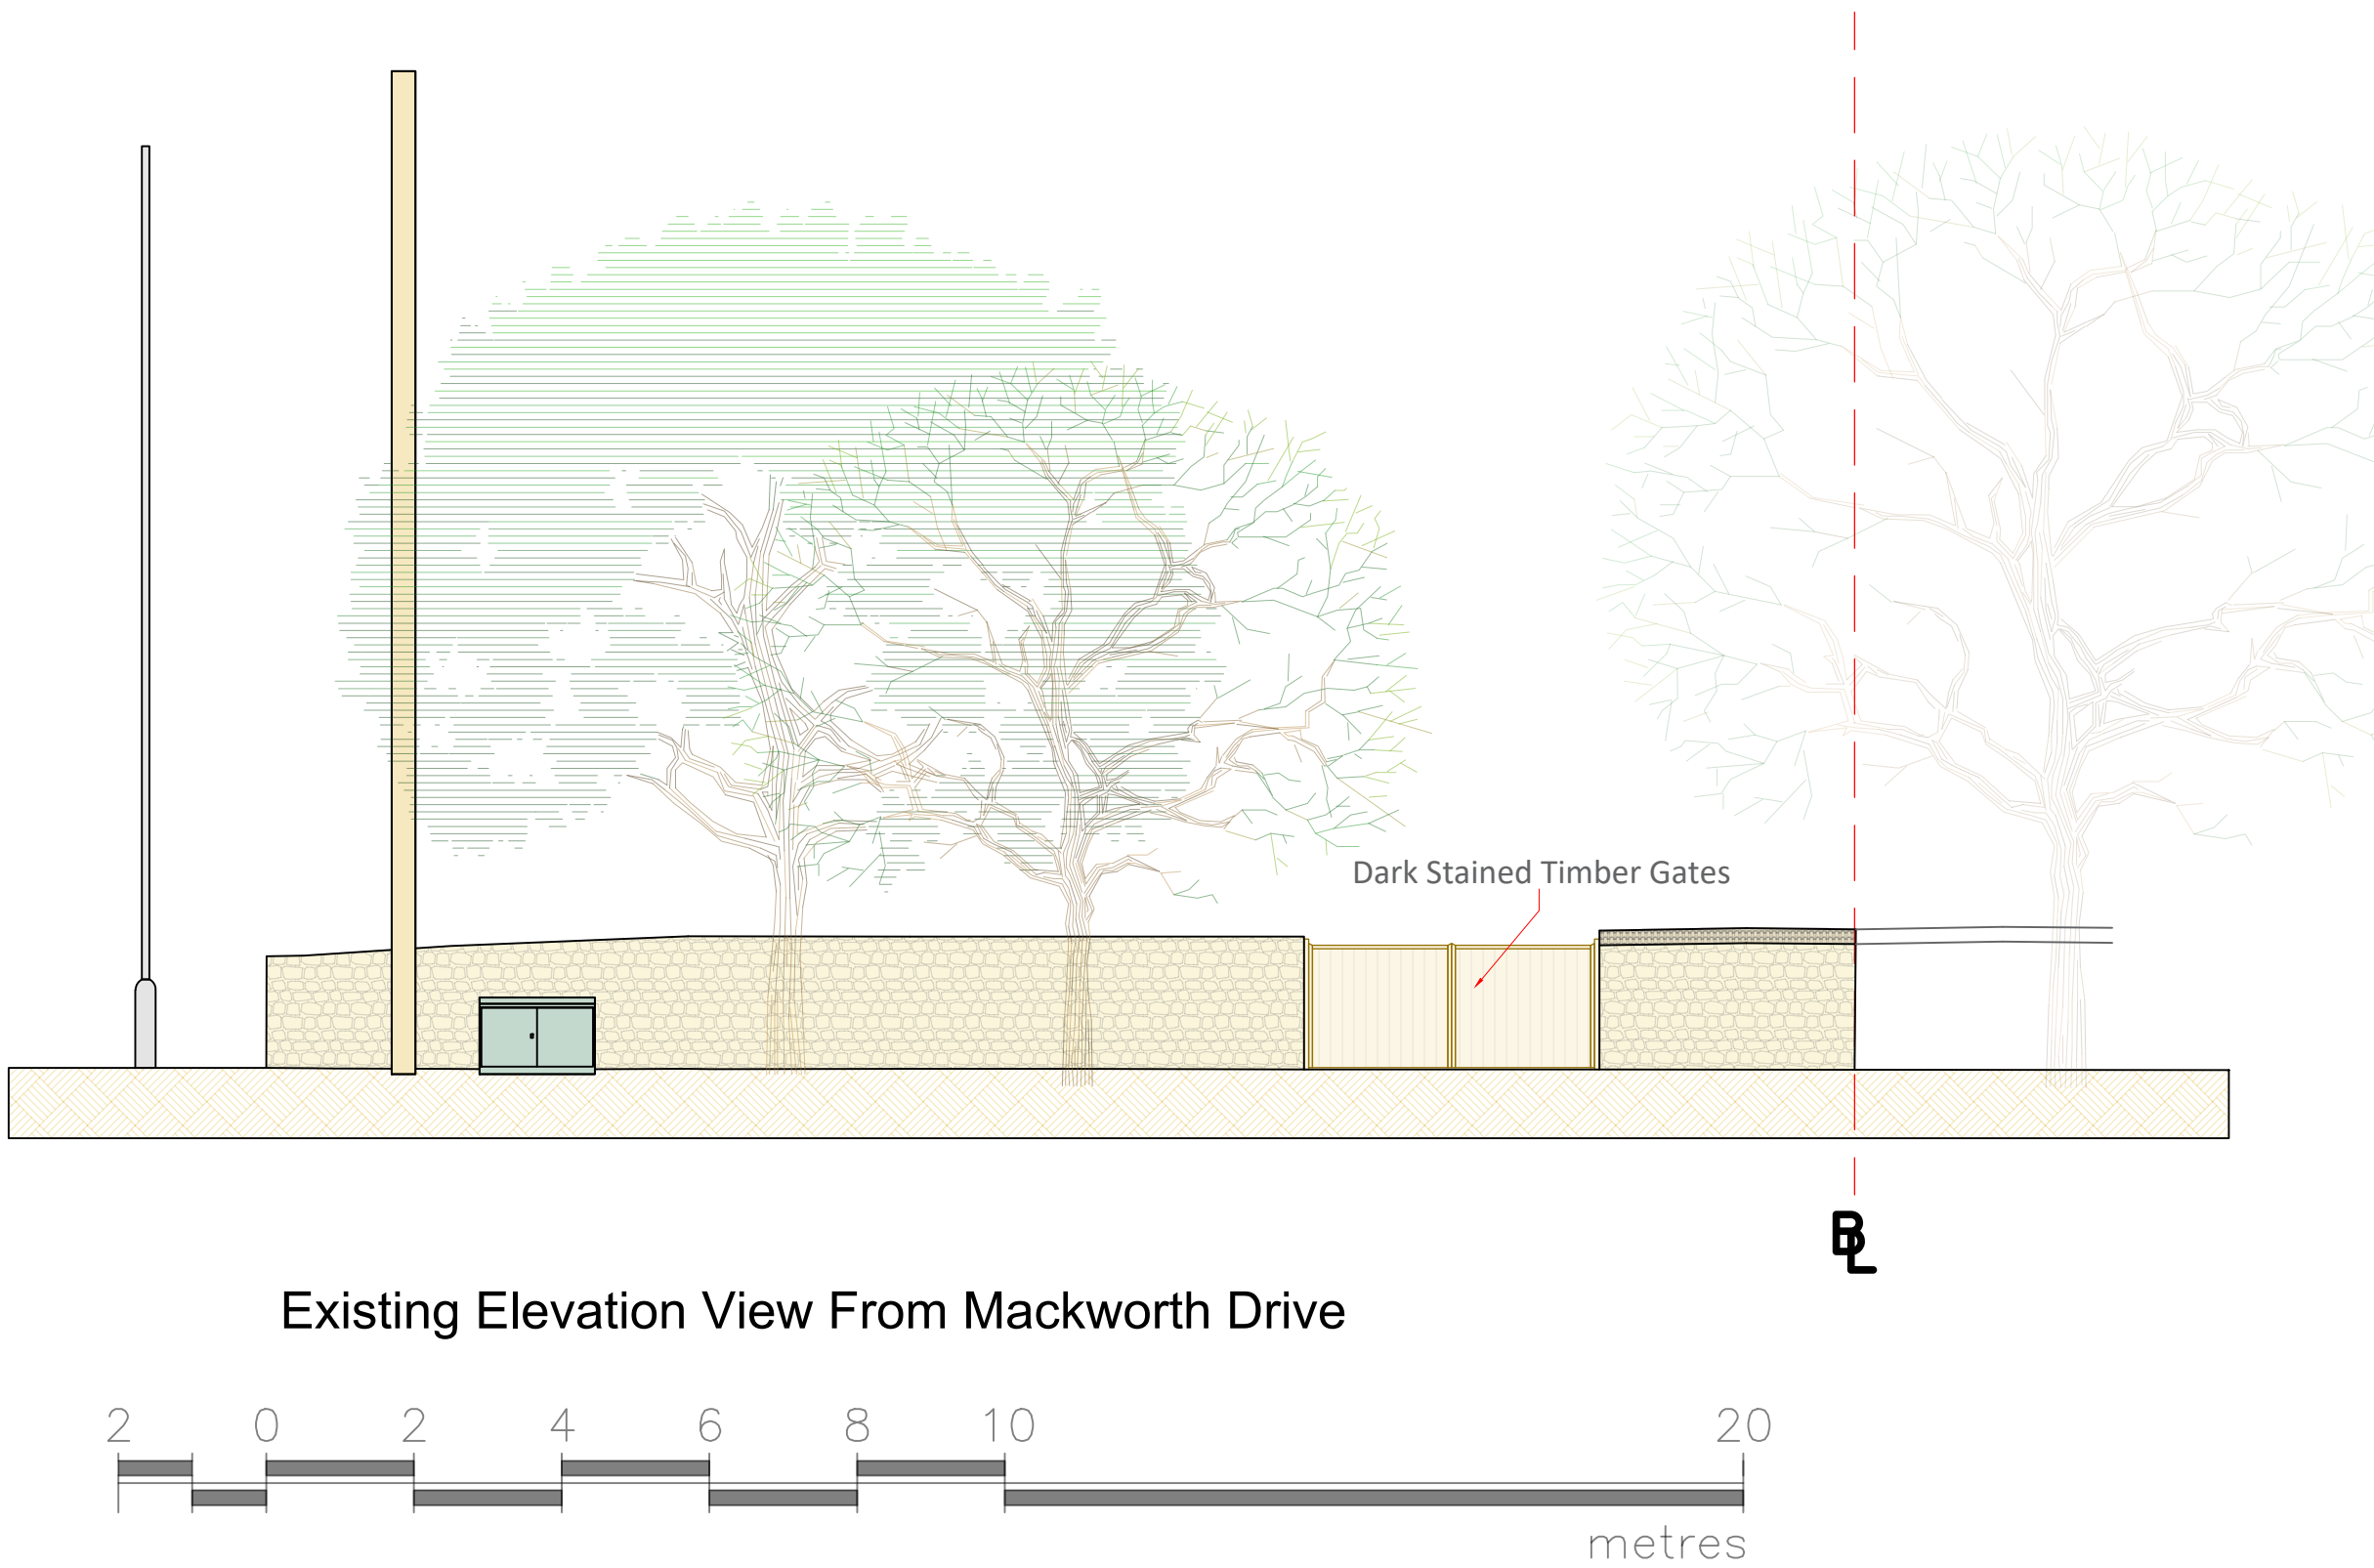 Dark Stained Timber Gates
B
L
Existing Elevation View From Mackworth Drive
2 0 2 4 6 8 10 20
metres